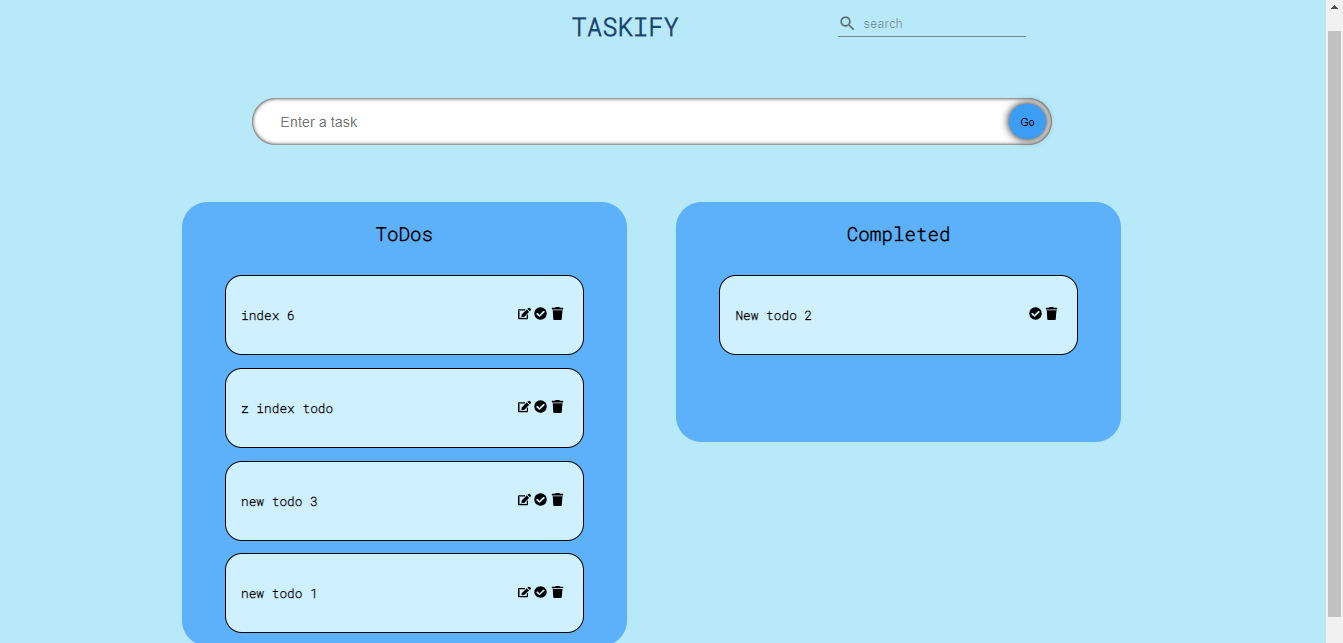 TASKIFY
search
Enter a task
Go
ToDos
index 6
z index todo
new todo 3
new todo 1
Completed
New todo 2